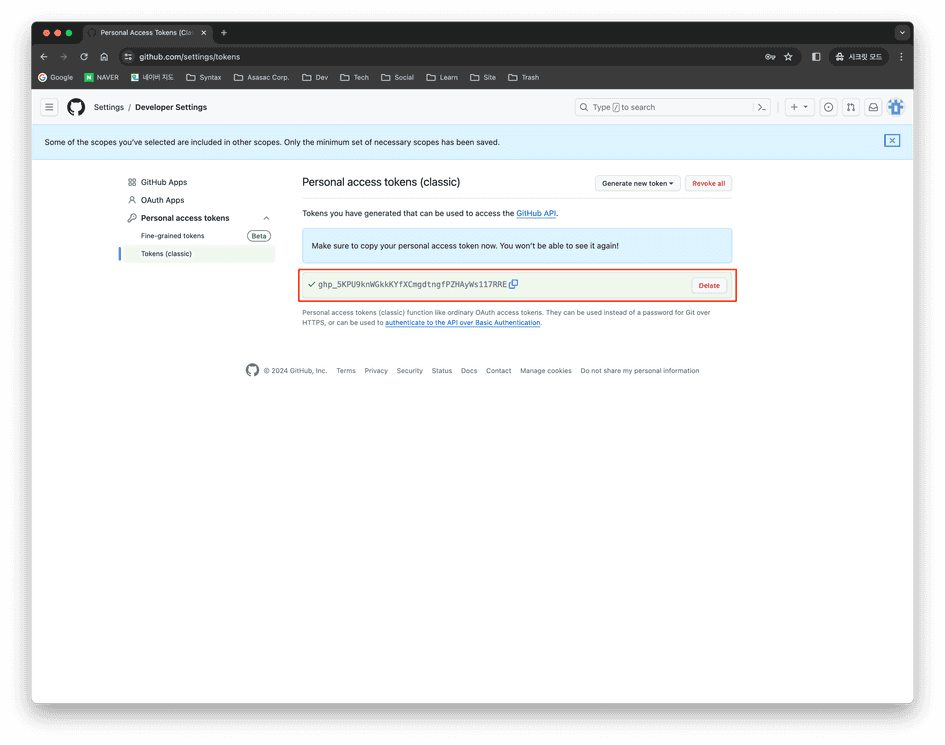 Personal Access Tokens (Cla
github.com/settings/tokens
시크릿 모드
Google NAVER 네이버 지도 Syntax Asasac Corp. Dev Tech Social Learn Site Trash
Settings / Developer Settings
Type / to search
Some of the scopes you've selected are included in other scopes. Only the minimum set of necessary scopes has been saved.
GitHub Apps
OAuth Apps
Personal access tokens
Fine-grained tokens Beta
Tokens (classic)
Personal access tokens (classic)
Generate new token
Revoke all
Tokens you have generated that can be used to access the GitHub API.
Make sure to copy your personal access token now. You won't be able to see it again!
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
Delete
Personal access tokens (classic) function like ordinary OAuth access tokens. They can be used instead of a password for Git over
HTTPS, or can be used to authenticate to the API over Basic Authentication.
© 2024 GitHub, Inc. Terms Privacy Security Status Docs Contact Manage cookies Do not share my personal information